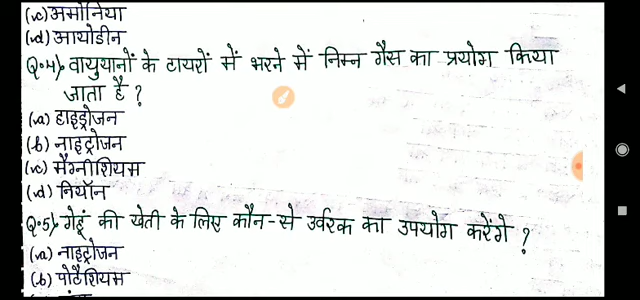 (c) अमोनिया
(d) आयोडीन
Q.4) वायुयानों के टायरों में भरने में निम्न गैस का प्रयोग किया
जाता है ?
(a) हाइड्रोजन
(b) नाइट्रोजन
(c) मैग्नीशियम
(d) नियॉन
Q.5) गेहूं की खेती के लिए कौन-से उर्वरक का उपयोग करेंगे ?
(a) नाइट्रोजन
(b) पोटैशियम